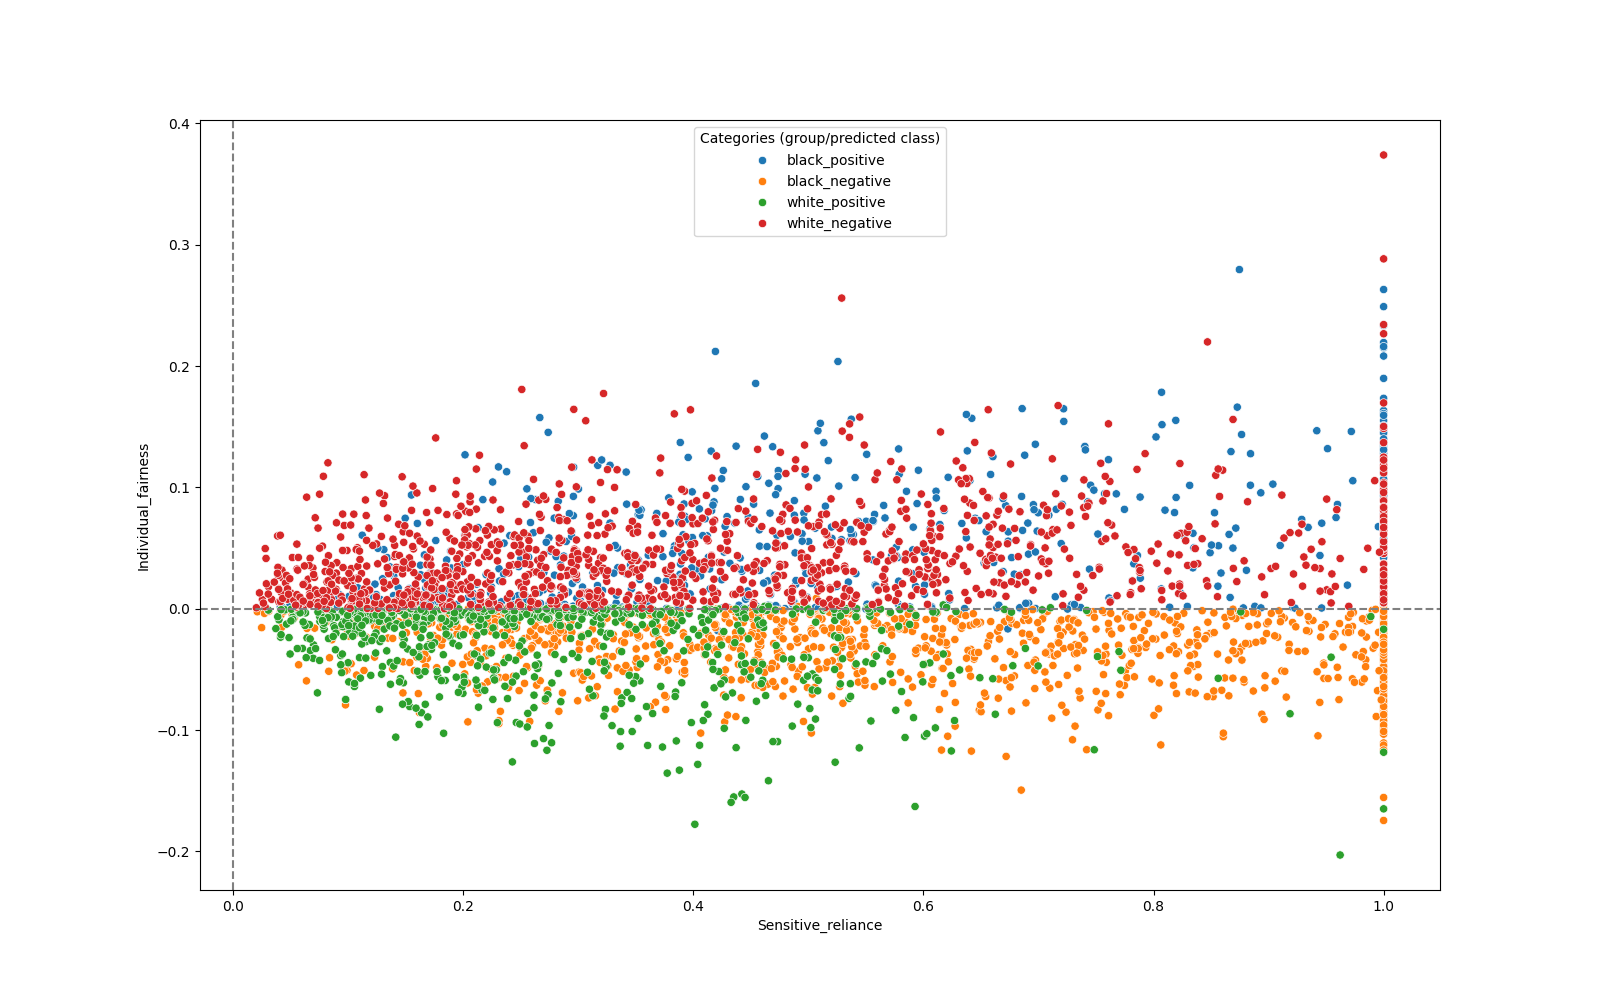 Categories (group/predicted class)
black_positive
black_negative
white_positive
white_negative
0.4
0.3
0.2
0.1
0.0
−0.1
−0.2
Individual_fairness
0.0 0.2 0.4 0.6 0.8 1.0
Sensitive_reliance